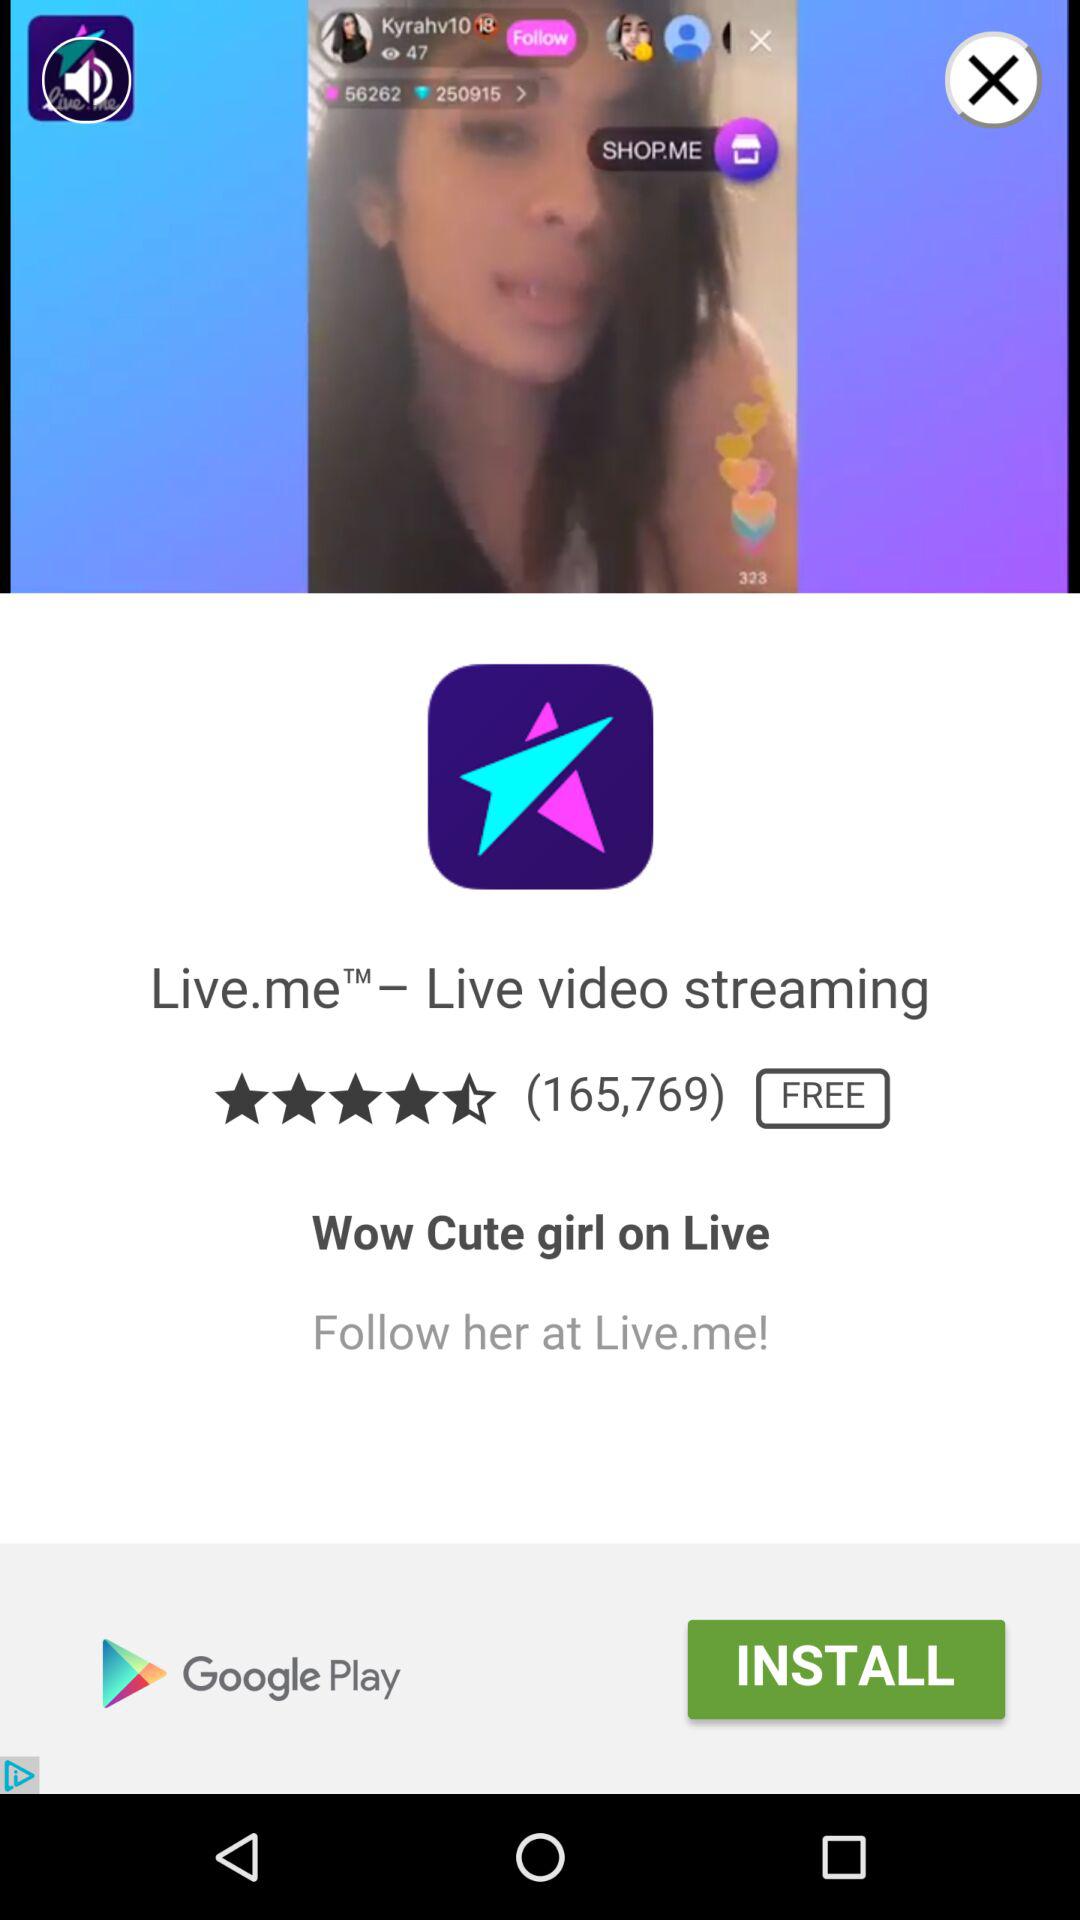 Kyrahv10 🔞
47
Follow
56262 250915 >
SHOP.ME
Live.me
323
Live.me™– Live video streaming
(165,769) FREE
Wow Cute girl on Live
Follow her at Live.me!
Google Play
INSTALL